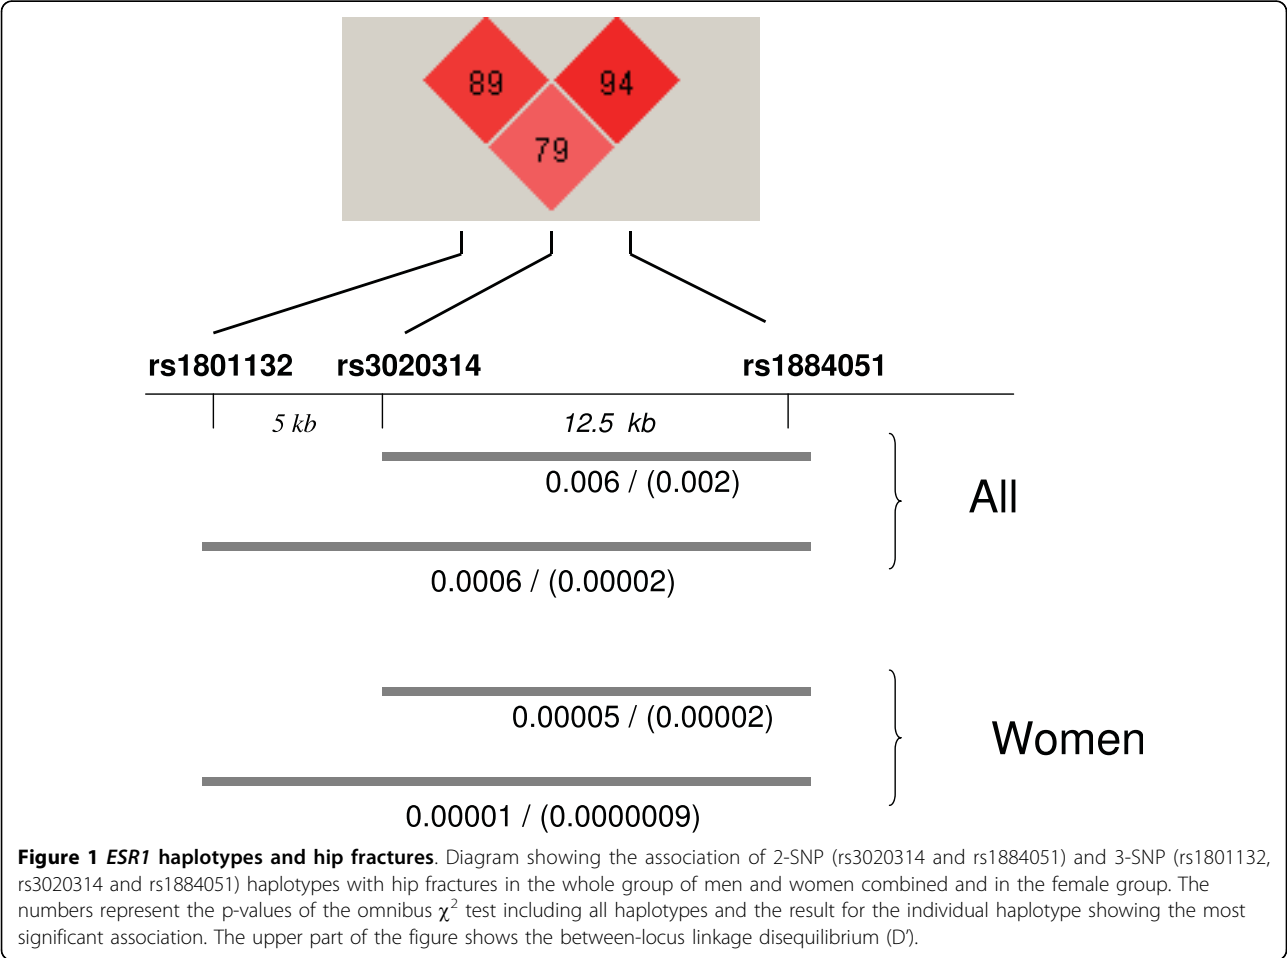 89 94
79
rs1801132 rs3020314 rs1884051
5 kb 12.5 kb
0.006 / (0.002)
All
0.0006 / (0.00002)
0.00005 / (0.00002)
Women
0.00001 / (0.0000009)
Figure 1 ESR1 haplotypes and hip fractures. Diagram showing the association of 2-SNP (rs3020314 and rs1884051) and 3-SNP (rs1801132,
rs3020314 and rs1884051) haplotypes with hip fractures in the whole group of men and women combined and in the female group. The
numbers represent the p-values of the omnibus χ² test including all haplotypes and the result for the individual haplotype showing the most
significant association. The upper part of the figure shows the between-locus linkage disequilibrium (D').